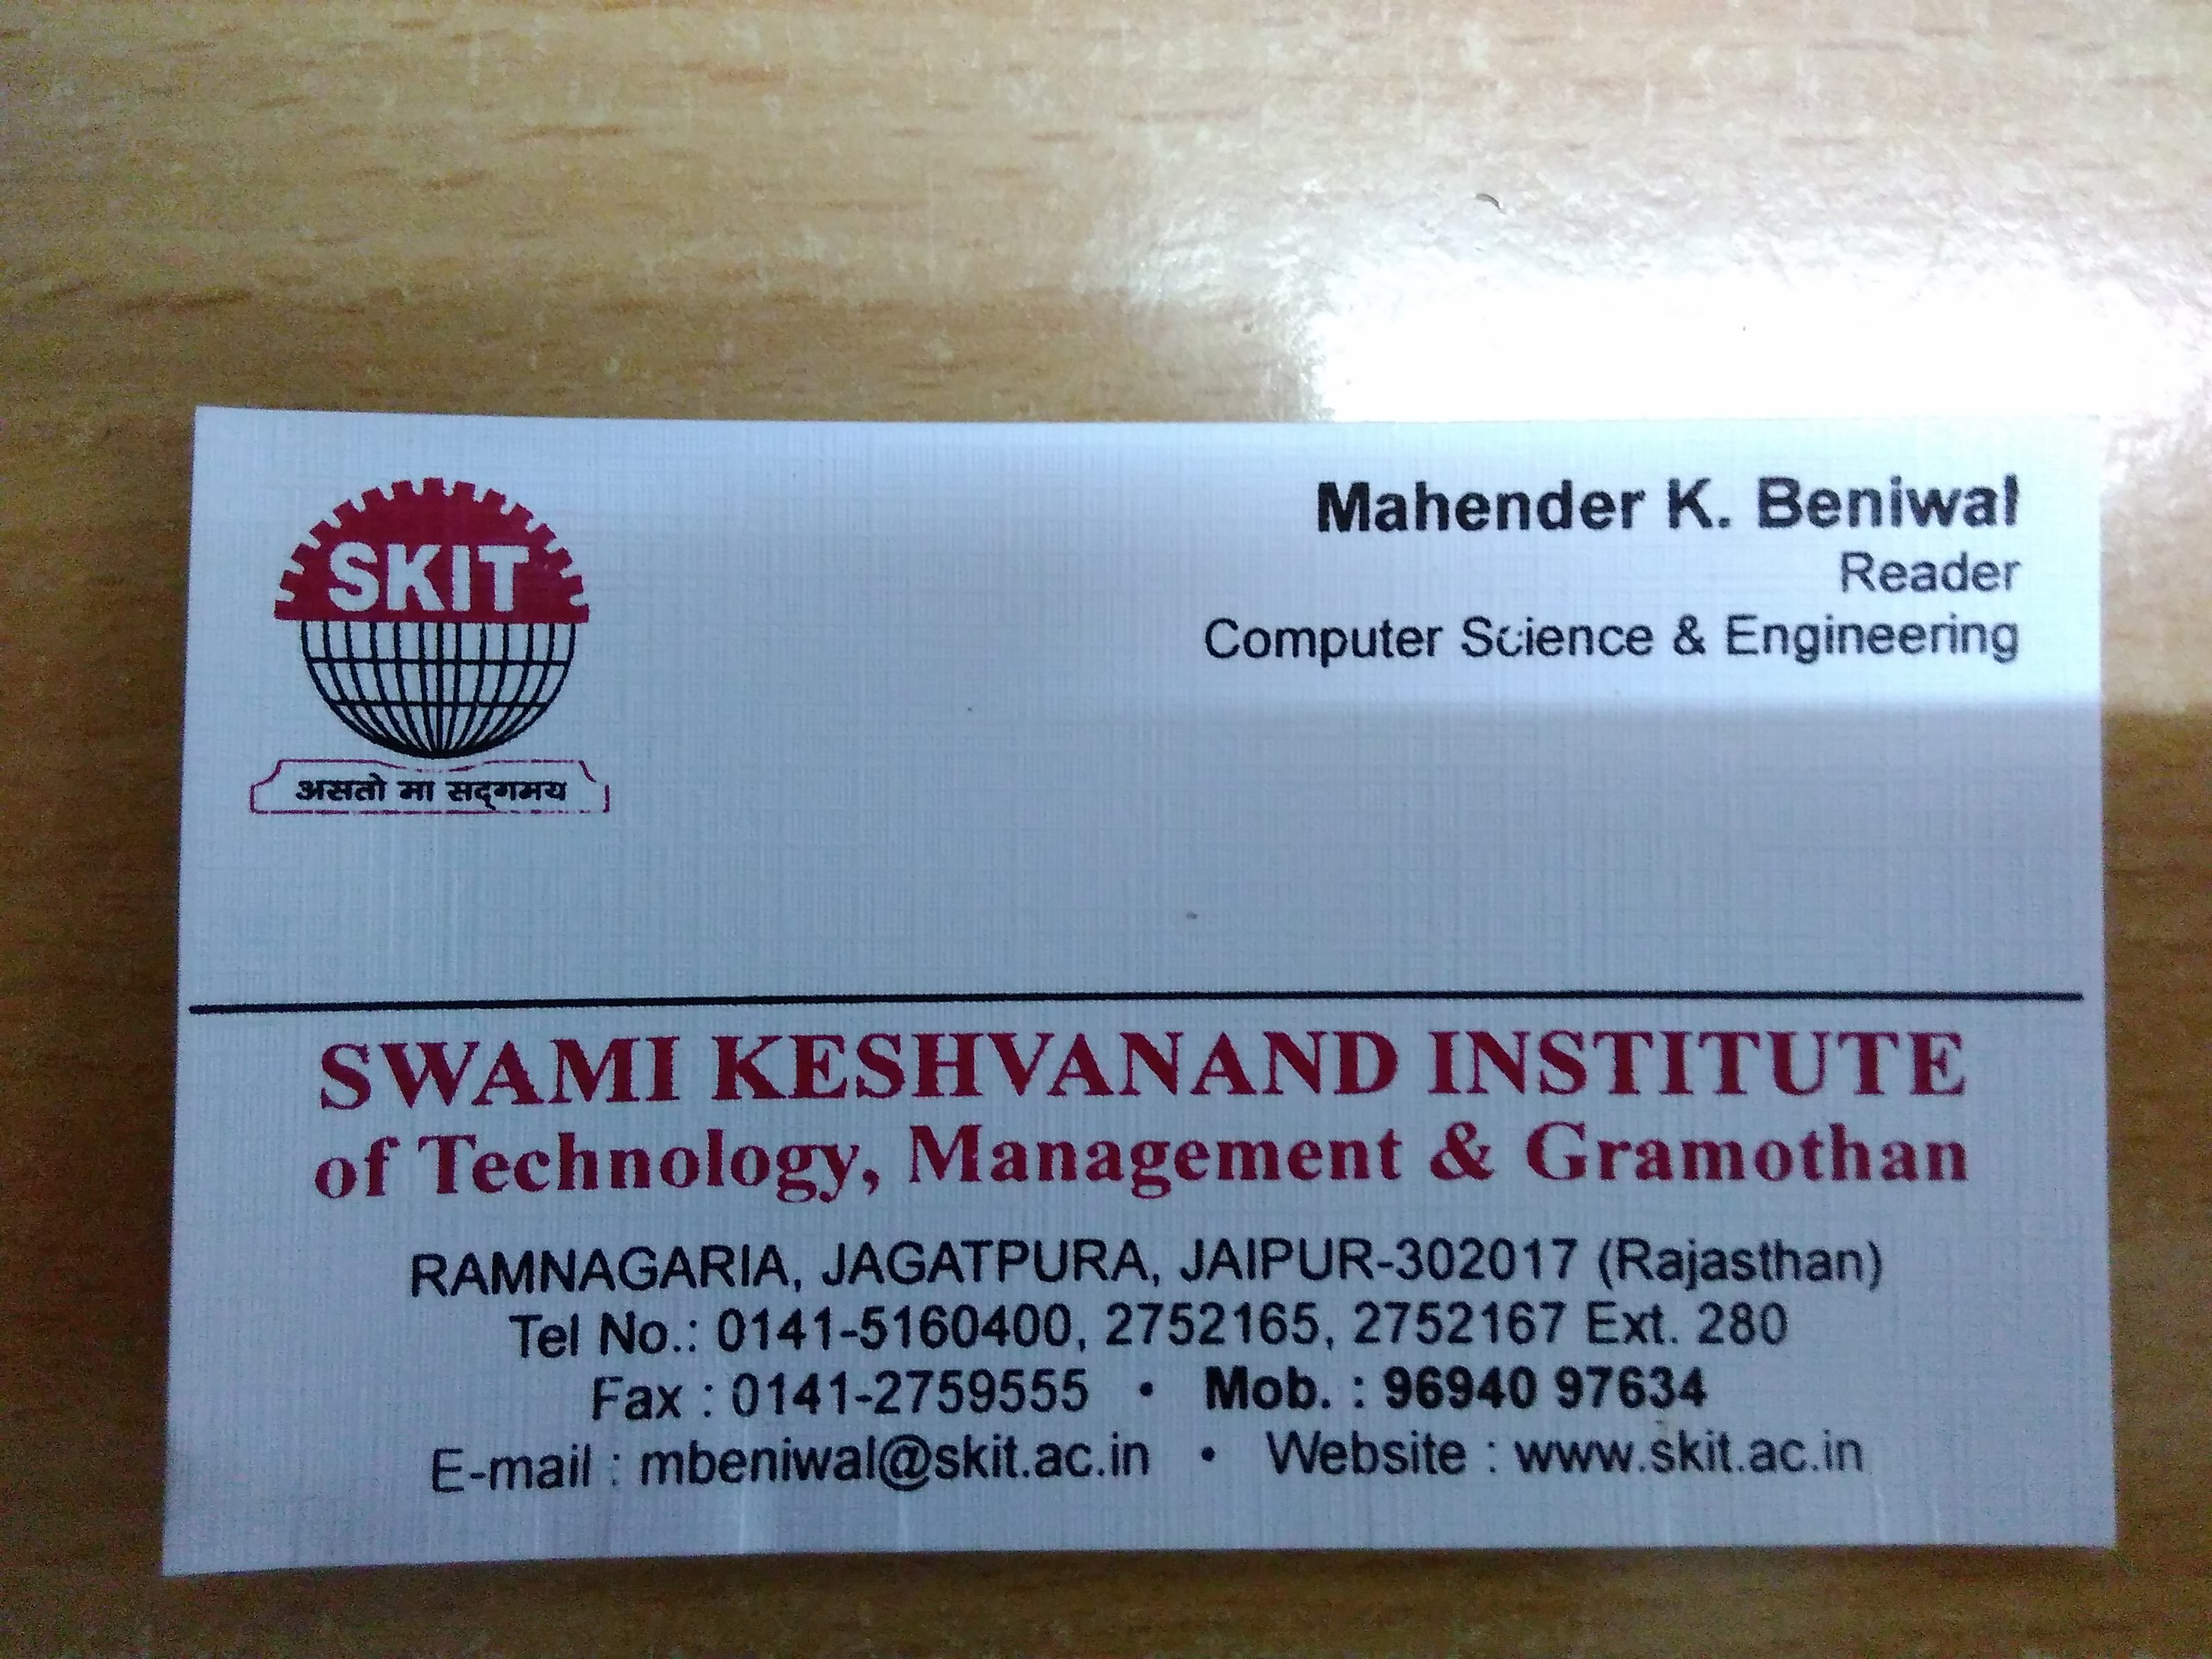 SKIT
असतो मा सद्गमय
Mahender K. Beniwal
Reader
Computer Science & Engineering
SWAMI KESHVANAND INSTITUTE
of Technology, Management & Gramothan
RAMNAGARIA, JAGATPURA, JAIPUR-302017 (Rajasthan)
Tel No.: 0141-5160400, 2752165, 2752167 Ext. 280
Fax : 0141-2759555 • Mob. : 96940 97634
E-mail : mbeniwal@skit.ac.in • Website : www.skit.ac.in